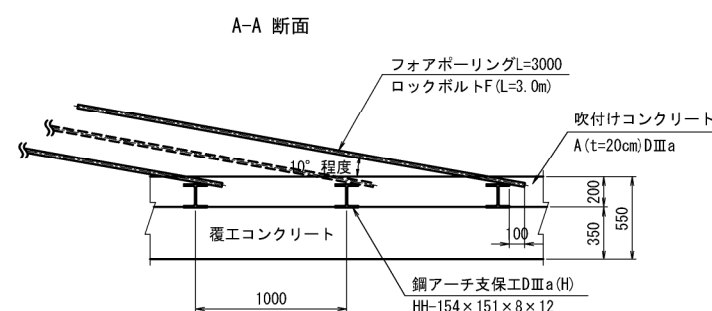 A-A 断面
フォアポーリングL=3000
ロックボルトF(L=3.0m)
吹付けコンクリート
A(t=20cm)DⅢa
10° 程度
200
550
350
100
覆工コンクリート
1000
鋼アーチ支保工DⅢa(H)
HH-154×151×8×12